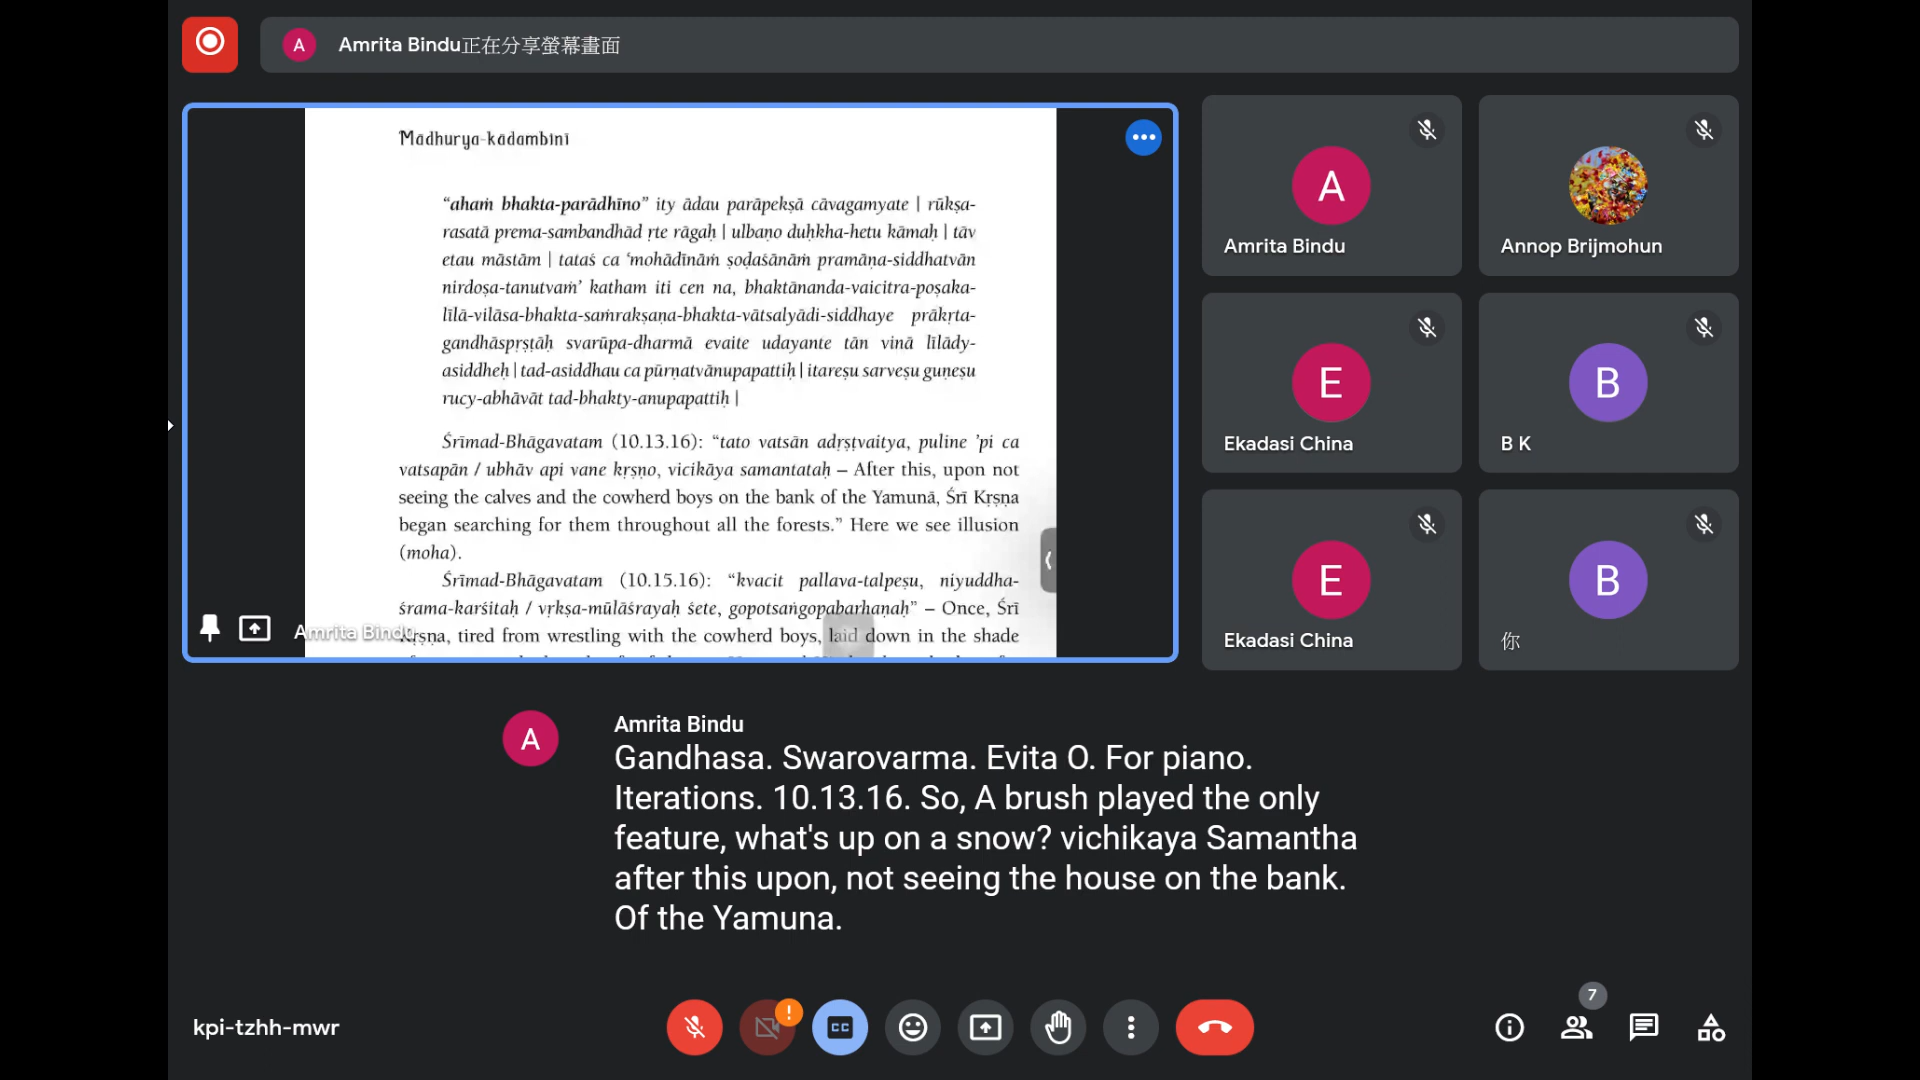 A Amrita Bindu正在分享螢幕畫面
Mādhurya-kādambinī
“ahaṁ bhakta-parādhīno” ity ādau parāpekṣā cāvagamyate | rūkṣa-
rasatā prema-sambandhād ṛte rāgaḥ | ulbaṇo duḥkha-hetu kāmaḥ | tāv
etau māstām | tataś ca ‘mohādīnāṁ ṣoḍaśānāṁ pramāṇa-siddhatvān
nirdoṣa-tanutvaṁ’ katham iti cen na, bhaktānanda-vaicitra-poṣaka-
līlā-vilāsa-bhakta-saṁrakṣaṇa-bhakta-vātsalyādi-siddhaye prākṛta-
gandhāspṛṣṭāḥ svarūpa-dharmā evaite udayante tān vinā līlādy-
asiddheḥ | tad-asiddhau ca pūrṇatvānupapattiḥ | itareṣu sarveṣu guṇeṣu
rucy-abhāvāt tad-bhakty-anupapattiḥ |
Śrīmad-Bhāgavatam (10.13.16): “tato vatsān adṛṣṭvaitya, puline ’pi ca
vatsapān / ubhāv api vane kṛṣṇo, vicikāya samantataḥ – After this, upon not
seeing the calves and the cowherd boys on the bank of the Yamunā, Śrī Kṛṣṇa
began searching for them throughout all the forests.” Here we see illusion
(moha).
Śrīmad-Bhāgavatam (10.15.16): “kvacit pallava-talpeṣu, niyuddha-
śrama-karśitaḥ / vṛkṣa-mūlāśrayaḥ śete, gopotsaṅgopabarhaṇaḥ” – Once, Śrī
Kṛṣṇa, tired from wrestling with the cowherd boys, laid down in the shade
Amrita Bindu
A
Amrita Bindu
Annop Brijmohun
E
Ekadasi China
B
B K
E
Ekadasi China
B
你
A
Amrita Bindu
Gandhasa. Swarovarma. Evita O. For piano.
Iterations. 10.13.16. So, A brush played the only
feature, what's up on a snow? vichikaya Samantha
after this upon, not seeing the house on the bank.
Of the Yamuna.
kpi-tzhh-mwr
!
CC
7